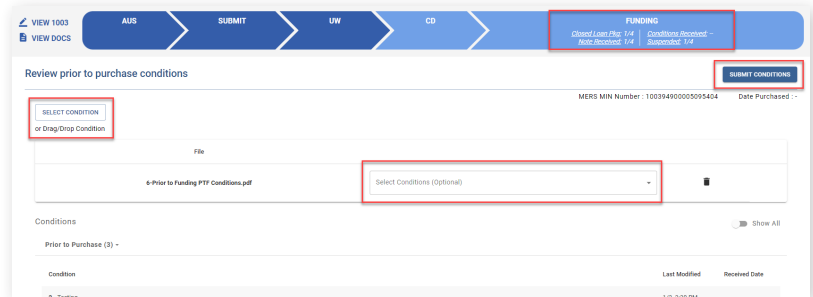 VIEW 1003
VIEW DOCS
AUS
SUBMIT
UW
CD
FUNDING
Closed Loan Pkg: 1/4 Conditions Received: --
Note Received: 1/4 Suspended: 1/4
Review prior to purchase conditions
SUBMIT CONDITIONS
MERS MIN Number : 100394900005095404 Date Purchased : -
SELECT CONDITION
or Drag/Drop Condition
File
6-Prior to Funding PTF Conditions.pdf
Select Conditions (Optional)
Conditions
Show All
Prior to Purchase (3) -
Condition Last Modified Received Date